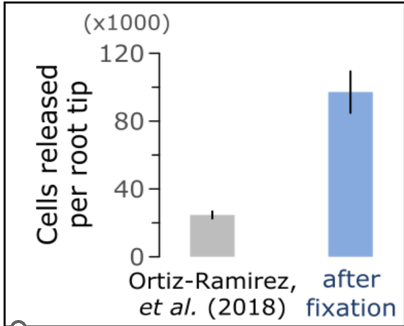 (x1000)
120
80
40
0
Cells released
per root tip
Ortiz-Ramirez,
et al. (2018)
after
fixation